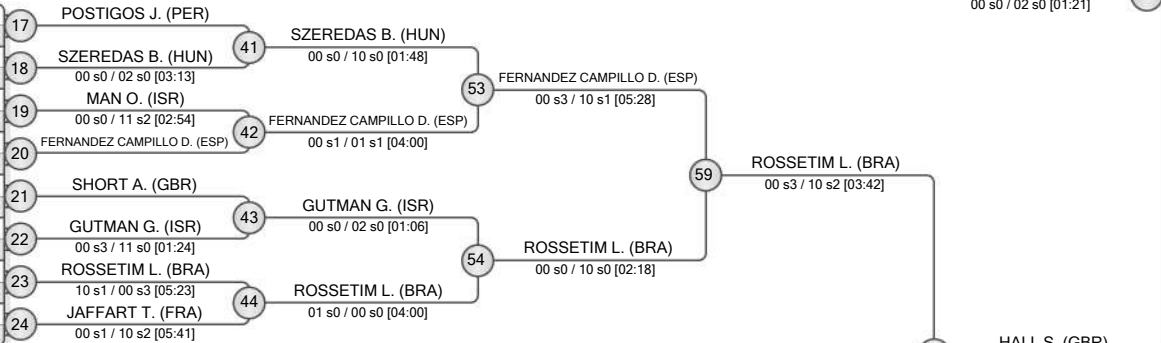 00 s0 / 02 s0 [01:21]
17
POSTIGOS J. (PER)
18
SZEREDAS B. (HUN)
00 s0 / 02 s0 [03:13]
41
SZEREDAS B. (HUN)
00 s0 / 10 s0 [01:48]
19
MAN O. (ISR)
00 s0 / 11 s2 [02:54]
20
FERNANDEZ CAMPILLO D. (ESP)
42
FERNANDEZ CAMPILLO D. (ESP)
00 s1 / 01 s1 [04:00]
53
FERNANDEZ CAMPILLO D. (ESP)
00 s3 / 10 s1 [05:28]
21
SHORT A. (GBR)
22
GUTMAN G. (ISR)
00 s3 / 11 s0 [01:24]
43
GUTMAN G. (ISR)
00 s0 / 02 s0 [01:06]
23
ROSSETIM L. (BRA)
10 s1 / 00 s3 [05:23]
24
JAFFART T. (FRA)
00 s1 / 10 s2 [05:41]
44
ROSSETIM L. (BRA)
01 s0 / 00 s0 [04:00]
54
ROSSETIM L. (BRA)
00 s0 / 10 s0 [02:18]
59
ROSSETIM L. (BRA)
00 s3 / 10 s2 [03:42]
HALL S. (GBR)